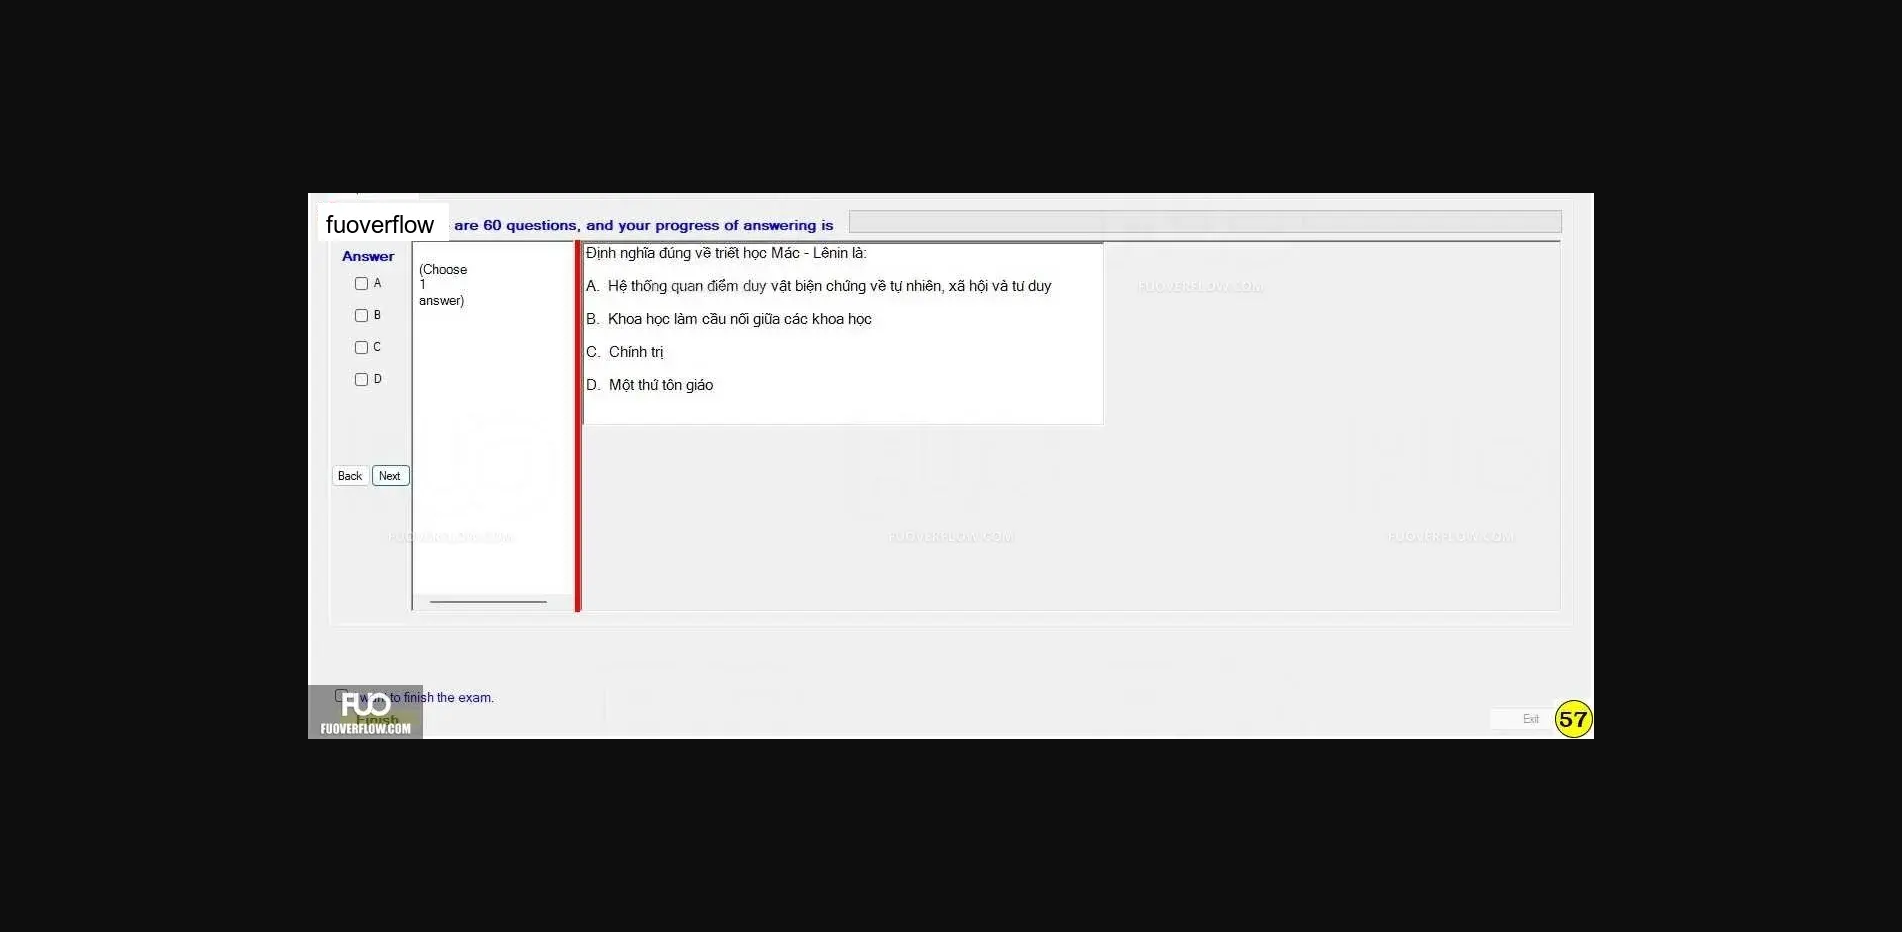 fuoverflow are 60 questions, and your progress of answering is
Answer
A
B
C
D
(Choose
1
answer)
Định nghĩa đúng về triết học Mác - Lênin là:
A. Hệ thống quan điểm duy vật biện chứng về tự nhiên, xã hội và tư duy
B. Khoa học làm cầu nối giữa các khoa học
C. Chính trị
D. Một thứ tôn giáo
FUOVERFLOW.COM
Back Next
FUOVERFLOW.COM
FUOVERFLOW.COM
FUOVERFLOW.COM
want to finish the exam.
FUO
Finish
FUOVERFLOW.COM
Exit
57